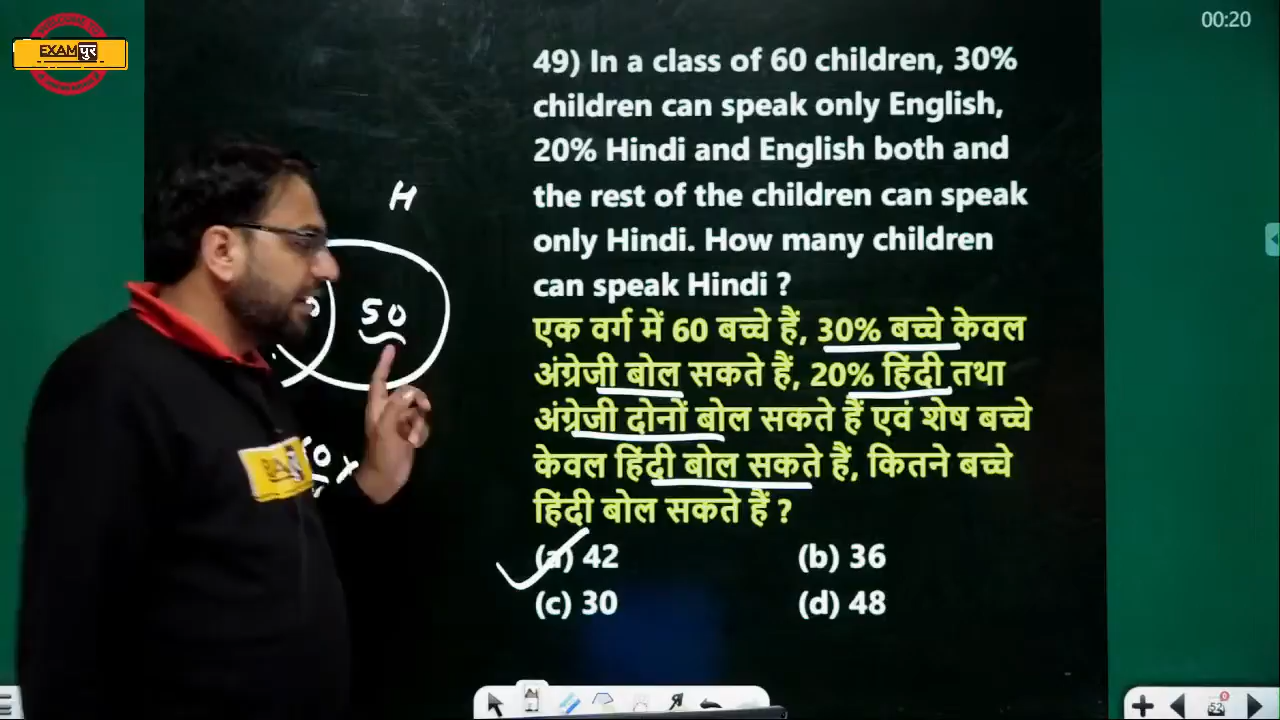 00:20
EXAMपुर
49) In a class of 60 children, 30%
children can speak only English,
20% Hindi and English both and
the rest of the children can speak
only Hindi. How many children
can speak Hindi ?
एक वर्ग में 60 बच्चे हैं, 30% बच्चे केवल
अंग्रेजी बोल सकते हैं, 20% हिंदी तथा
अंग्रेजी दोनों बोल सकते हैं एवं शेष बच्चे
केवल हिंदी बोल सकते हैं, कितने बच्चे
हिंदी बोल सकते हैं ?
(a) 42
(b) 36
(c) 30
(d) 48
H
50